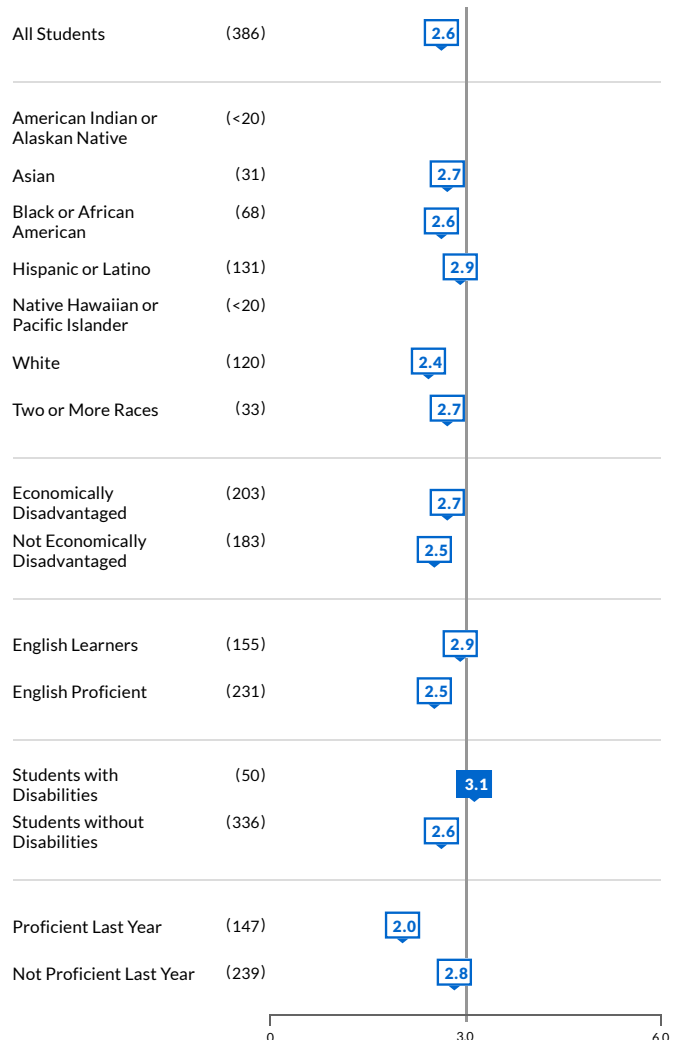 All Students (386) 2.6
American Indian or (<20)
Alaskan Native
Asian (31) 2.7
Black or African (68) 2.6
American
Hispanic or Latino (131) 2.9
Native Hawaiian or (<20)
Pacific Islander
White (120) 2.4
Two or More Races (33) 2.7
Economically (203) 2.7
Disadvantaged
Not Economically (183) 2.5
Disadvantaged
English Learners (155) 2.9
English Proficient (231) 2.5
Students with (50) 3.1
Disabilities
Students without (336) 2.6
Disabilities
Proficient Last Year (147) 2.0
Not Proficient Last Year (239) 2.8
0 3.0 6.0